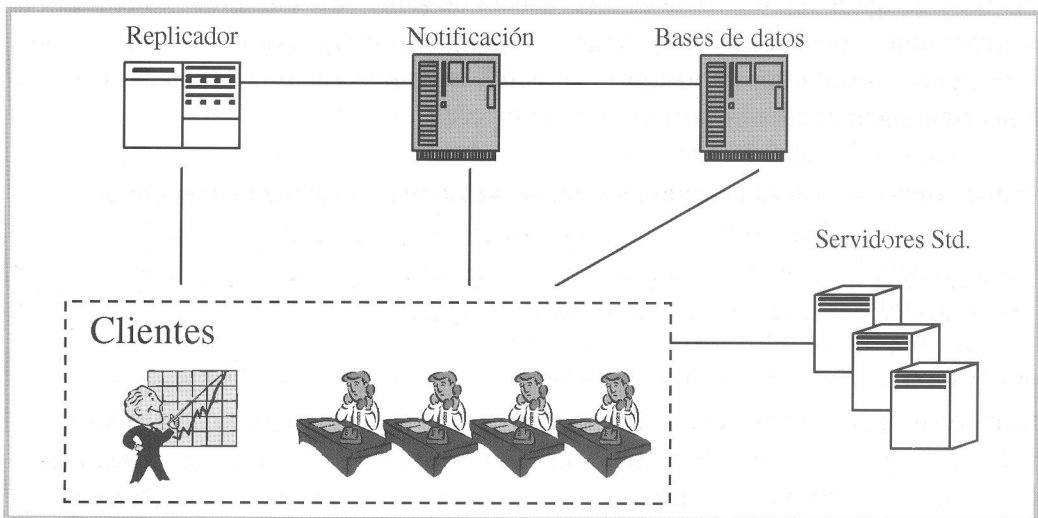 Replicador
Notificación
Bases de datos
Servidores Std.
Clientes